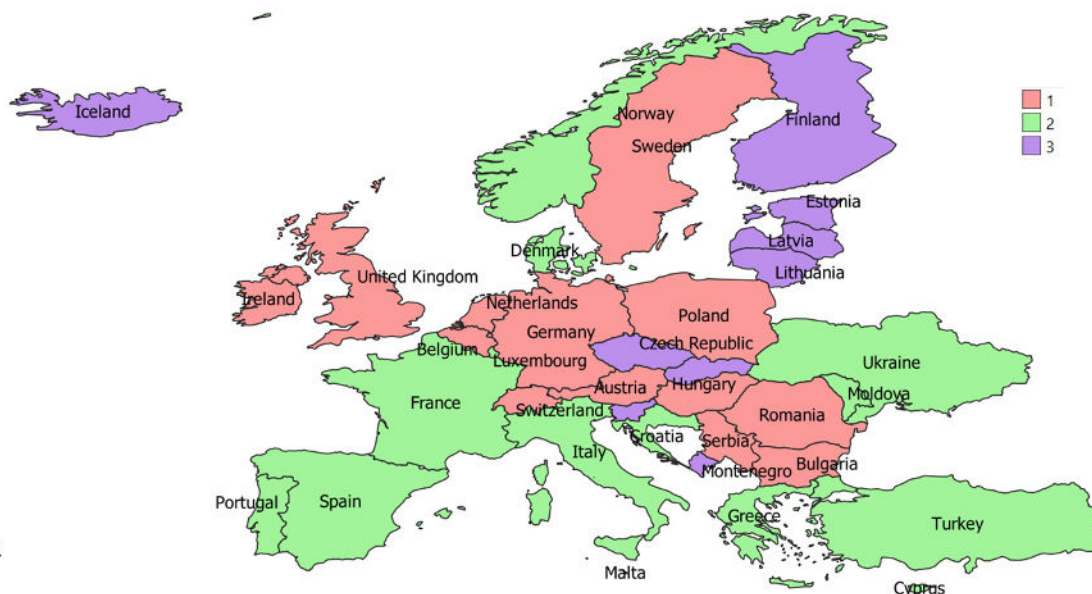 Iceland
Norway
Finland
Sweden
Estonia
Latvia
Lithuania
Denmark
United Kingdom
Ireland
Netherlands
Germany
Poland
Belgium
Luxembourg
Czech Republic
Ukraine
France
Austria
Hungary
Moldova
Switzerland
Romania
Croatia
Serbia
Italy
Montenegro
Bulgaria
Portugal
Spain
Greece
Turkey
Malta
Cyprus
1
2
3